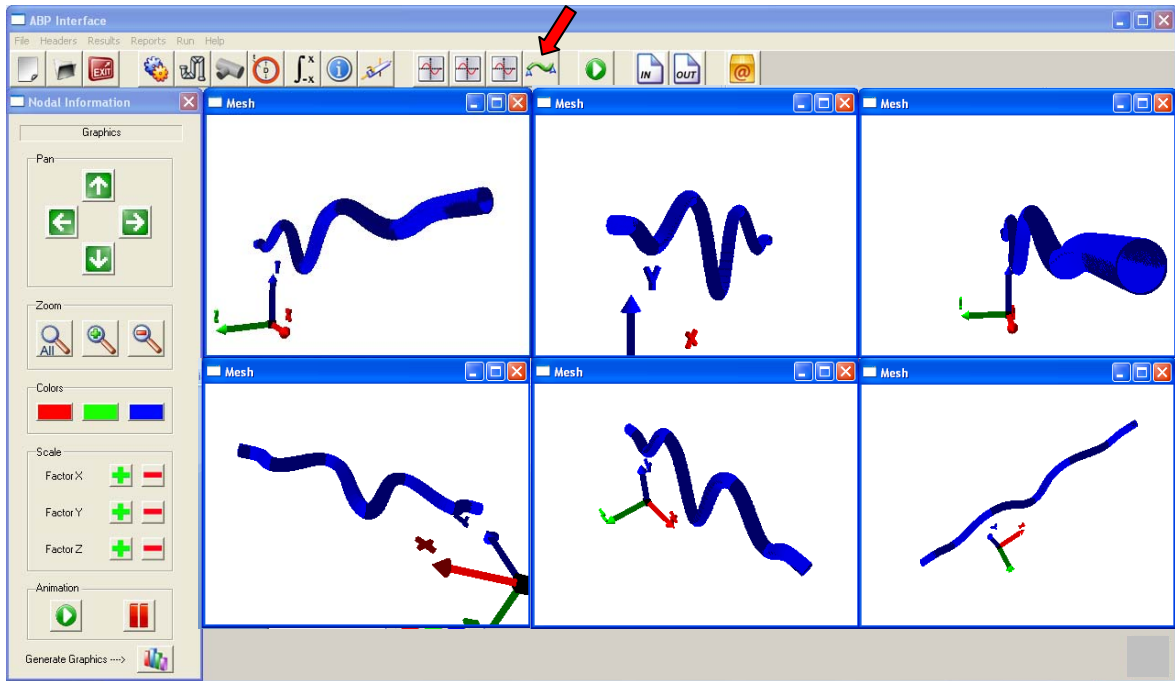 ABP Interface
File Headers Results Reports Run Help
EXIT
IN
OUT
@
Nodal Information
Graphics
Pan
Zoom
All
Colors
Scale
Factor X
Factor Y
Factor Z
Animation
Generate Graphics ---->
Mesh
Mesh
Y
X
Mesh
Mesh
X
Mesh
Mesh